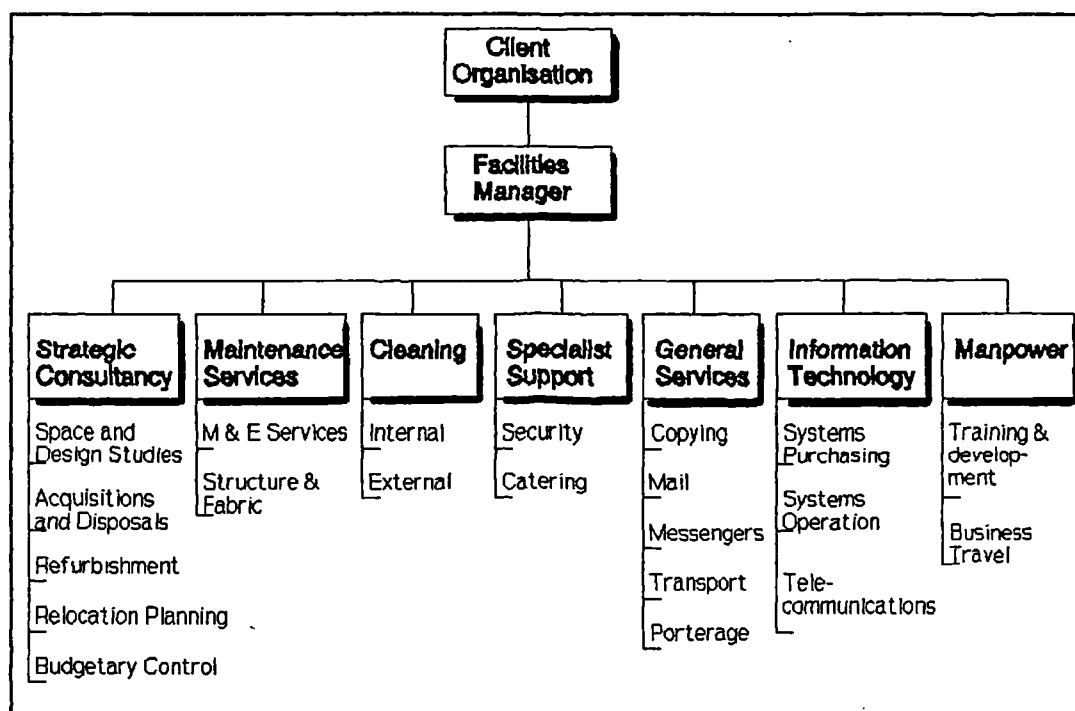 Client
Organisation
Facilities
Manager
Strategic
Consultancy
Space and
Design Studies
Acquisitions
and Disposals
Refurbishment
Relocation Planning
Budgetary Control
Maintenance
Services
M & E Services
Structure &
Fabric
Cleaning
Internal
External
Specialist
Support
Security
Catering
General
Services
Copying
Mail
Messengers
Transport
Porterage
Information
Technology
Systems
Purchasing
Systems
Operation
Tele-
communications
Manpower
Training &
develop-
ment
Business
Travel